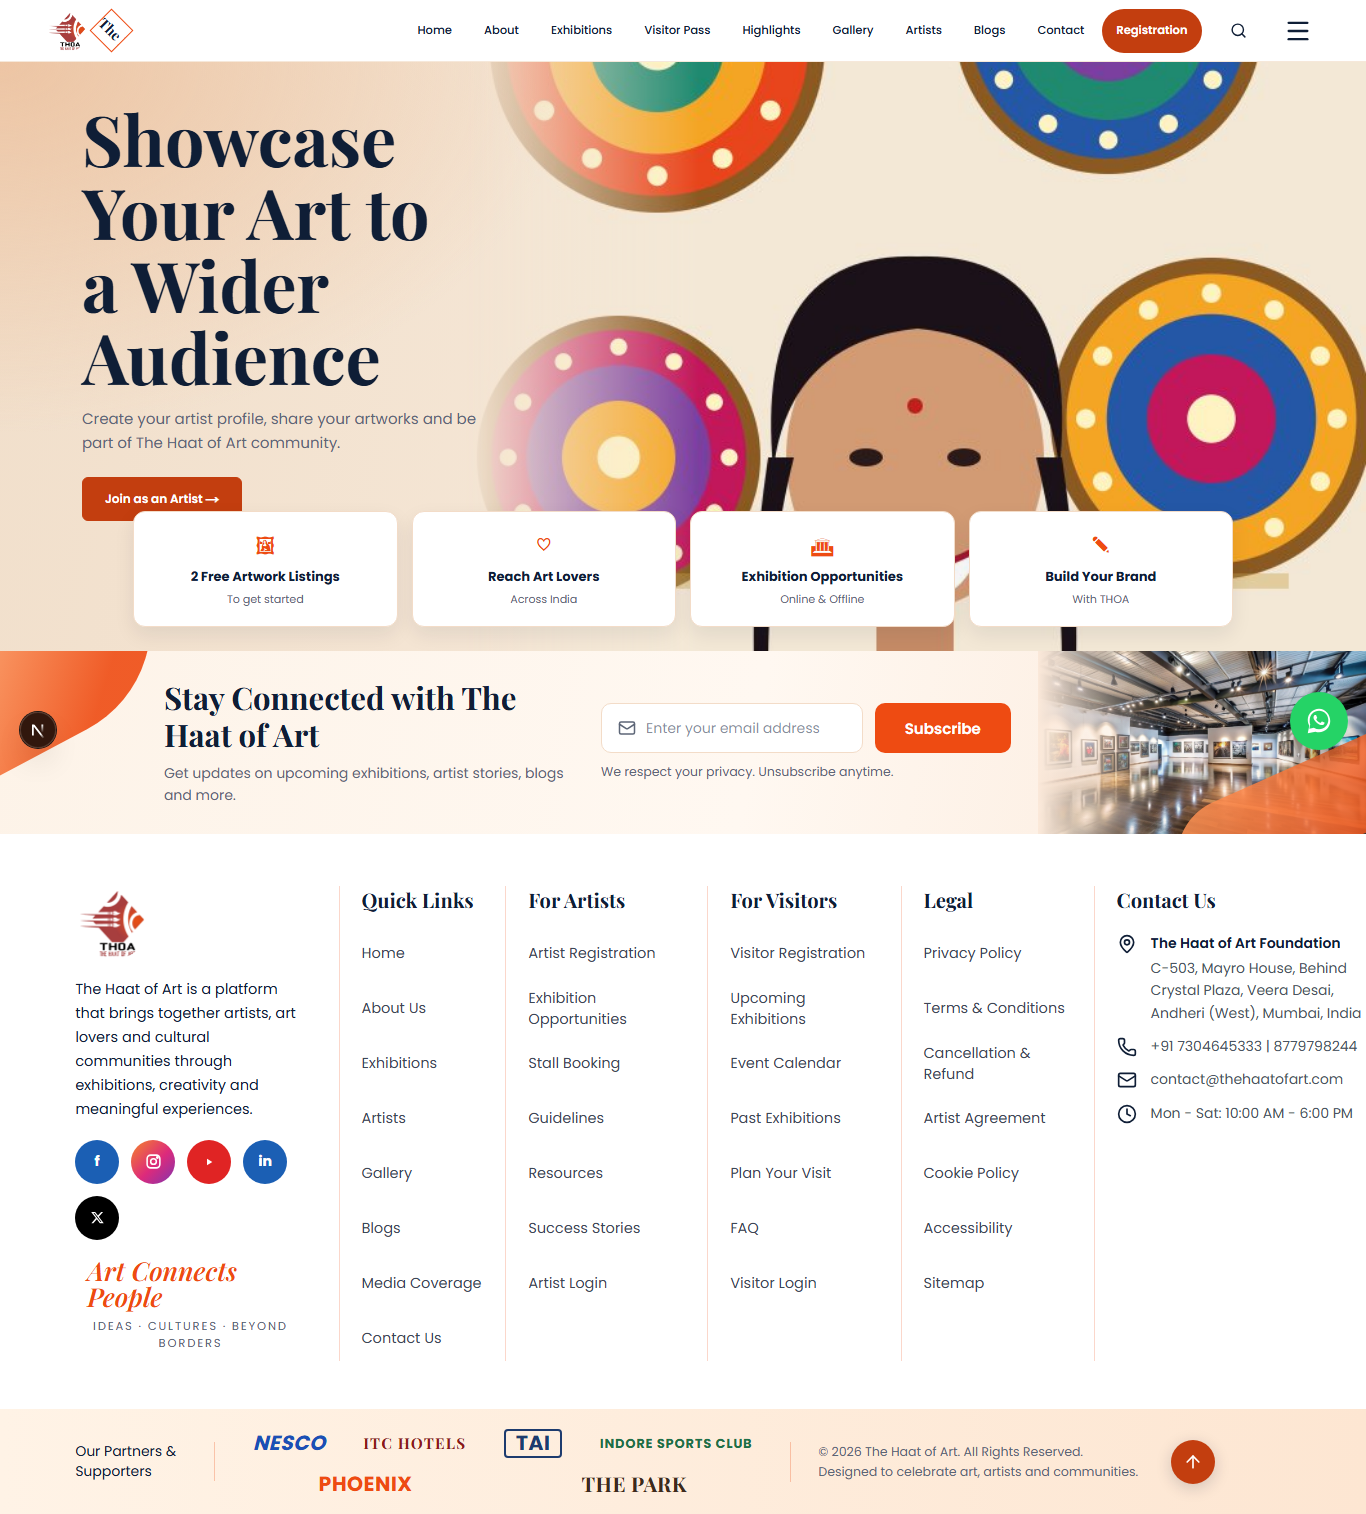 THOA
THE HAAT OF ART
The
Home
About
Exhibitions
Visitor Pass
Highlights
Gallery
Artists
Blogs
Contact
Registration
Showcase
Your Art to
a Wider
Audience
Create your artist profile, share your artworks and be
part of The Haat of Art community.
Join as an Artist →
2 Free Artwork Listings
To get started
Reach Art Lovers
Across India
Exhibition Opportunities
Online & Offline
Build Your Brand
With THOA
N
Stay Connected with The
Haat of Art
Get updates on upcoming exhibitions, artist stories, blogs
and more.
Enter your email address
Subscribe
We respect your privacy. Unsubscribe anytime.
THOA
THE HAAT OF ART
The Haat of Art is a platform
that brings together artists, art
lovers and cultural
communities through
exhibitions, creativity and
meaningful experiences.
f
in
X
Art Connects
People
IDEAS · CULTURES · BEYOND
BORDERS
Quick Links
Home
About Us
Exhibitions
Artists
Gallery
Blogs
Media Coverage
Contact Us
For Artists
Artist Registration
Exhibition
Opportunities
Stall Booking
Guidelines
Resources
Success Stories
Artist Login
For Visitors
Visitor Registration
Upcoming
Exhibitions
Event Calendar
Past Exhibitions
Plan Your Visit
FAQ
Visitor Login
Legal
Privacy Policy
Terms & Conditions
Cancellation &
Refund
Artist Agreement
Cookie Policy
Accessibility
Sitemap
Contact Us
The Haat of Art Foundation
C-503, Mayro House, Behind
Crystal Plaza, Veera Desai,
Andheri (West), Mumbai, India
+91 7304645333 | 8779798244
contact@thehaatofart.com
Mon - Sat: 10:00 AM - 6:00 PM
Our Partners &
Supporters
NESCO
ITC HOTELS
TAI
INDORE SPORTS CLUB
PHOENIX
THE PARK
© 2026 The Haat of Art. All Rights Reserved.
Designed to celebrate art, artists and communities.